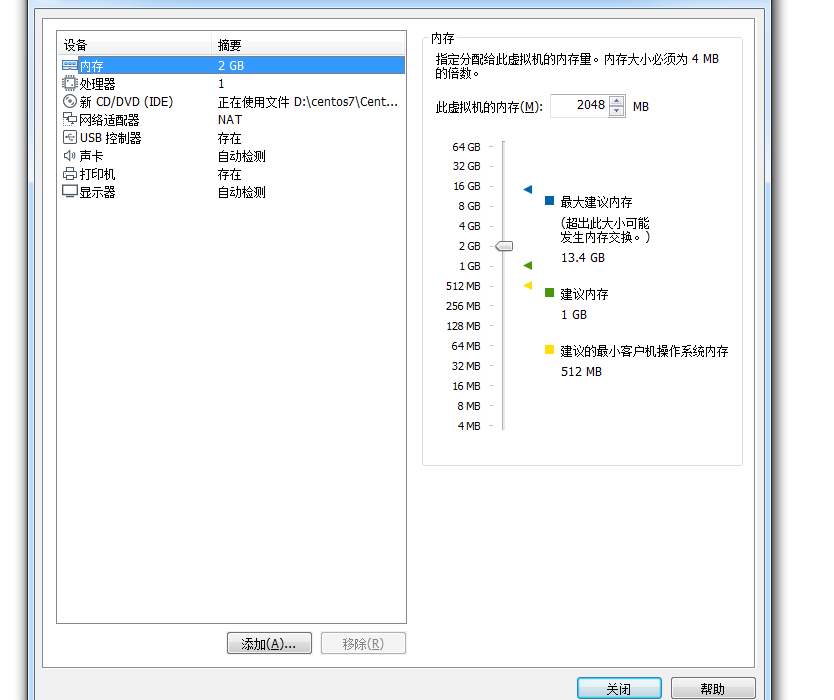 设备 摘要
内存 2 GB
处理器 1
新 CD/DVD (IDE) 正在使用文件 D:\centos7\Cent...
网络适配器 NAT
USB 控制器 存在
声卡 自动检测
打印机 存在
显示器 自动检测
添加(A)... 移除(R)
内存
指定分配给此虚拟机的内存量。内存大小必须为 4 MB
的倍数。
此虚拟机的内存(M): 2048 MB
64 GB
32 GB
16 GB
8 GB
4 GB
2 GB
1 GB
512 MB
256 MB
128 MB
64 MB
32 MB
16 MB
8 MB
4 MB
最大建议内存
(超出此大小可能
发生内存交换。)
13.4 GB
建议内存
1 GB
建议的最小客户机操作系统内存
512 MB
关闭 帮助